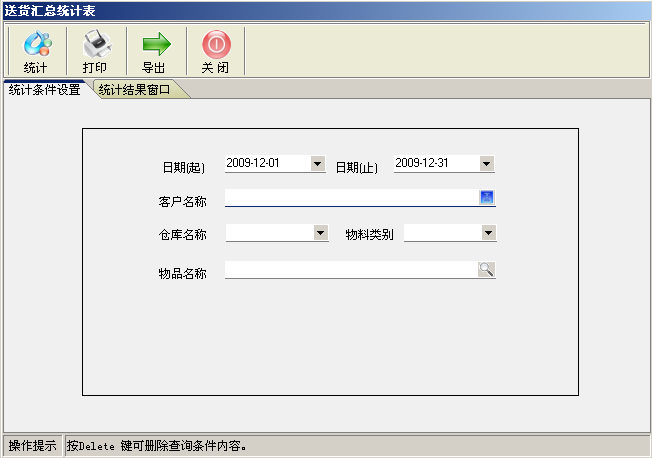 送货汇总统计表
统计 打印 导出 关闭
统计条件设置 统计结果窗口
日期(起) 2009-12-01 日期(止) 2009-12-31
客户名称
仓库名称 物料类别
物品名称
操作提示 按Delete 键可删除查询条件内容。